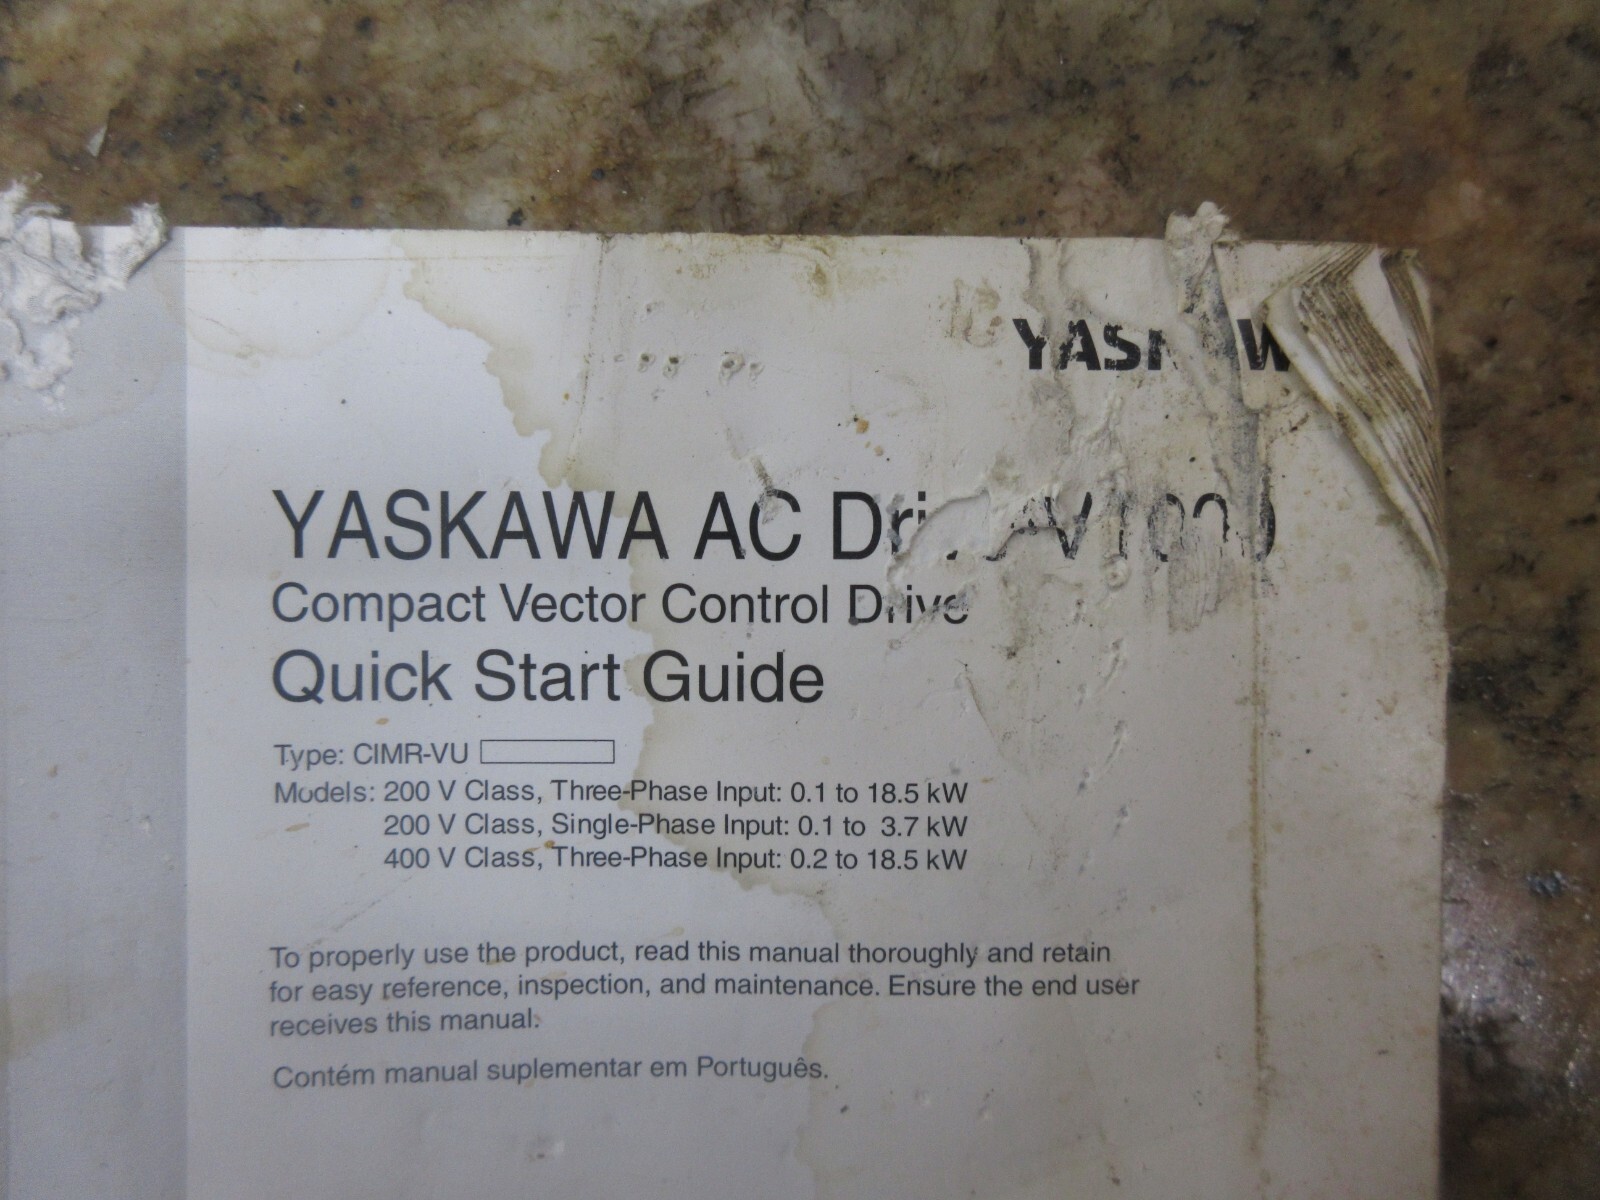 YASKAWA AC Drive
Compact Vector Control Drive
Quick Start Guide
Type: CIMR-VU
Models: 200 V Class, Three-Phase Input: 0.1 to 18.5 kW
200 V Class, Single-Phase Input: 0.1 to 3.7 kW
400 V Class, Three-Phase Input: 0.2 to 18.5 kW
To properly use the product, read this manual thoroughly and retain
for easy reference, inspection, and maintenance. Ensure the end user
receives this manual.
Contém manual suplementar em Português.